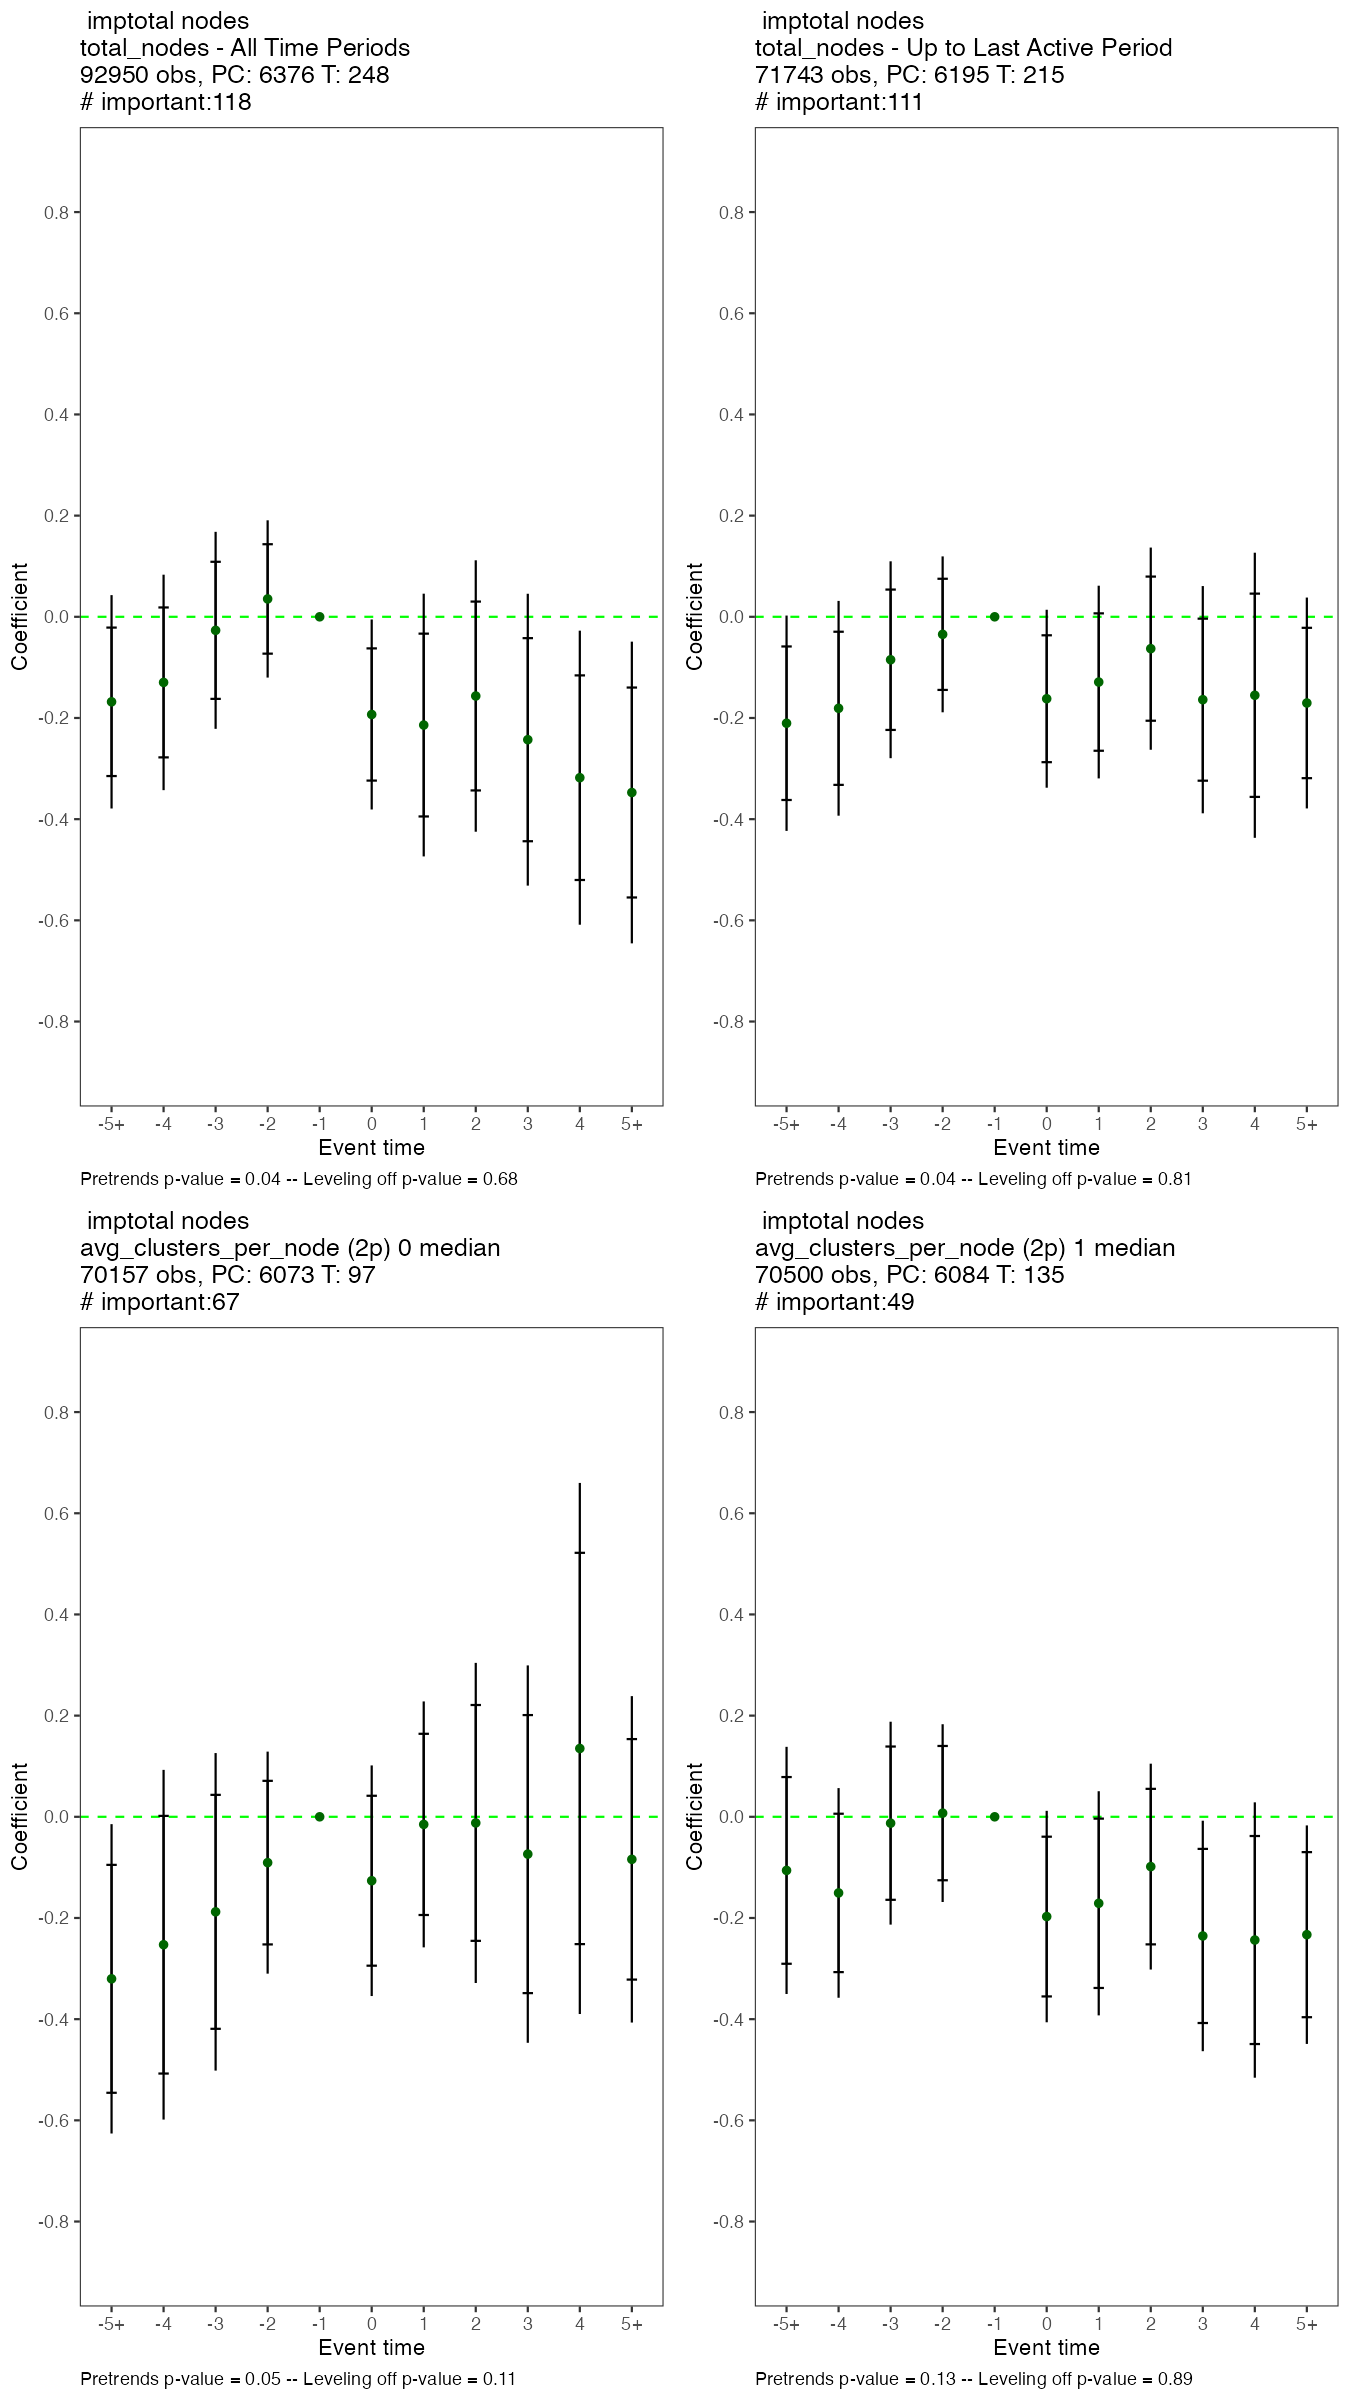 imptotal nodes
total_nodes - All Time Periods
92950 obs, PC: 6376 T: 248
# important:118
0.8
0.6
0.4
0.2
0.0
-0.2
-0.4
-0.6
-0.8
Coefficient
-5+ -4 -3 -2 -1 0 1 2 3 4 5+
Event time
Pretrends p-value = 0.04 -- Leveling off p-value = 0.68
imptotal nodes
total_nodes - Up to Last Active Period
71743 obs, PC: 6195 T: 215
# important:111
0.8
0.6
0.4
0.2
0.0
-0.2
-0.4
-0.6
-0.8
Coefficient
-5+ -4 -3 -2 -1 0 1 2 3 4 5+
Event time
Pretrends p-value = 0.04 -- Leveling off p-value = 0.81
imptotal nodes
avg_clusters_per_node (2p) 0 median
70157 obs, PC: 6073 T: 97
# important:67
0.8
0.6
0.4
0.2
0.0
-0.2
-0.4
-0.6
-0.8
Coefficient
-5+ -4 -3 -2 -1 0 1 2 3 4 5+
Event time
Pretrends p-value = 0.05 -- Leveling off p-value = 0.11
imptotal nodes
avg_clusters_per_node (2p) 1 median
70500 obs, PC: 6084 T: 135
# important:49
0.8
0.6
0.4
0.2
0.0
-0.2
-0.4
-0.6
-0.8
Coefficient
-5+ -4 -3 -2 -1 0 1 2 3 4 5+
Event time
Pretrends p-value = 0.13 -- Leveling off p-value = 0.89